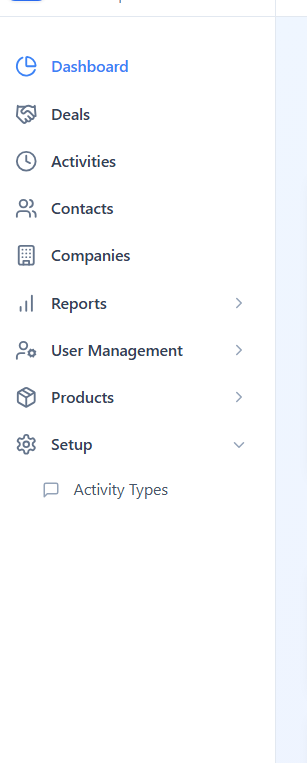 Dashboard
Deals
Activities
Contacts
Companies
Reports
User Management
Products
Setup
Activity Types